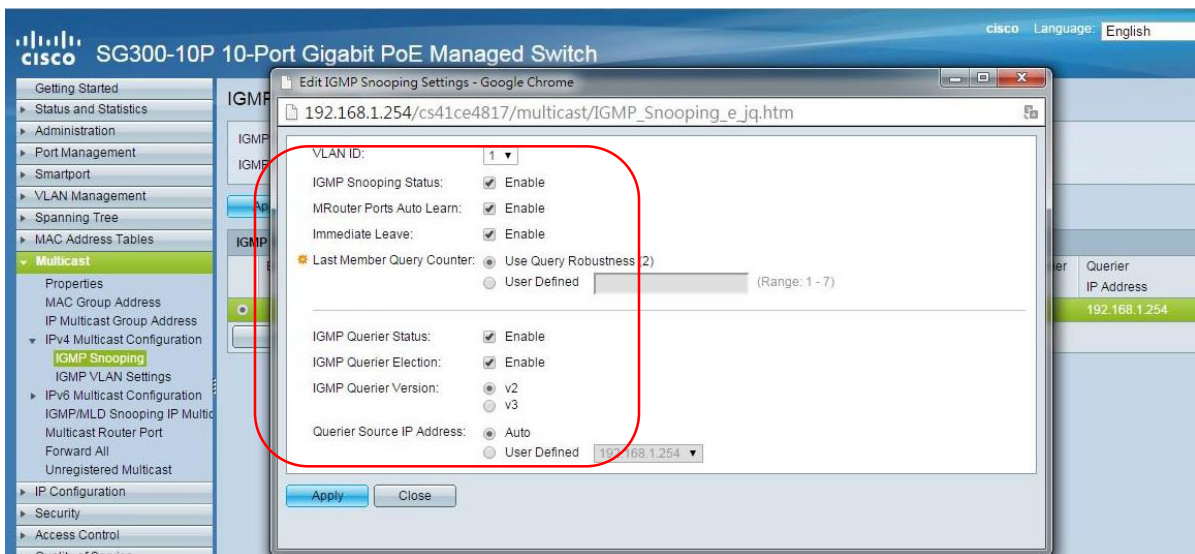 cisco Language: English
CISCO SG300-10P 10-Port Gigabit PoE Managed Switch
Getting Started
Status and Statistics
Administration
Port Management
Smartport
VLAN Management
Spanning Tree
MAC Address Tables
Multicast
Properties
MAC Group Address
IP Multicast Group Address
IPv4 Multicast Configuration
IGMP Snooping
IGMP VLAN Settings
IPv6 Multicast Configuration
IGMP/MLD Snooping IP Multic
Multicast Router Port
Forward All
Unregistered Multicast
IP Configuration
Security
Access Control
IGMP
IGMP
IGMP
Ap
IGMP
Edit IGMP Snooping Settings - Google Chrome
192.168.1.254/cs41ce4817/multicast/IGMP_Snooping_e_jq.htm
VLAN ID: 1
IGMP Snooping Status: Enable
MRouter Ports Auto Learn: Enable
Immediate Leave: Enable
Last Member Query Counter: Use Query Robustness (2)
User Defined (Range: 1 - 7)
IGMP Querier Status: Enable
IGMP Querier Election: Enable
IGMP Querier Version: v2
v3
Querier Source IP Address: Auto
User Defined 192.168.1.254
Apply Close
er Querier
IP Address
192.168.1.254